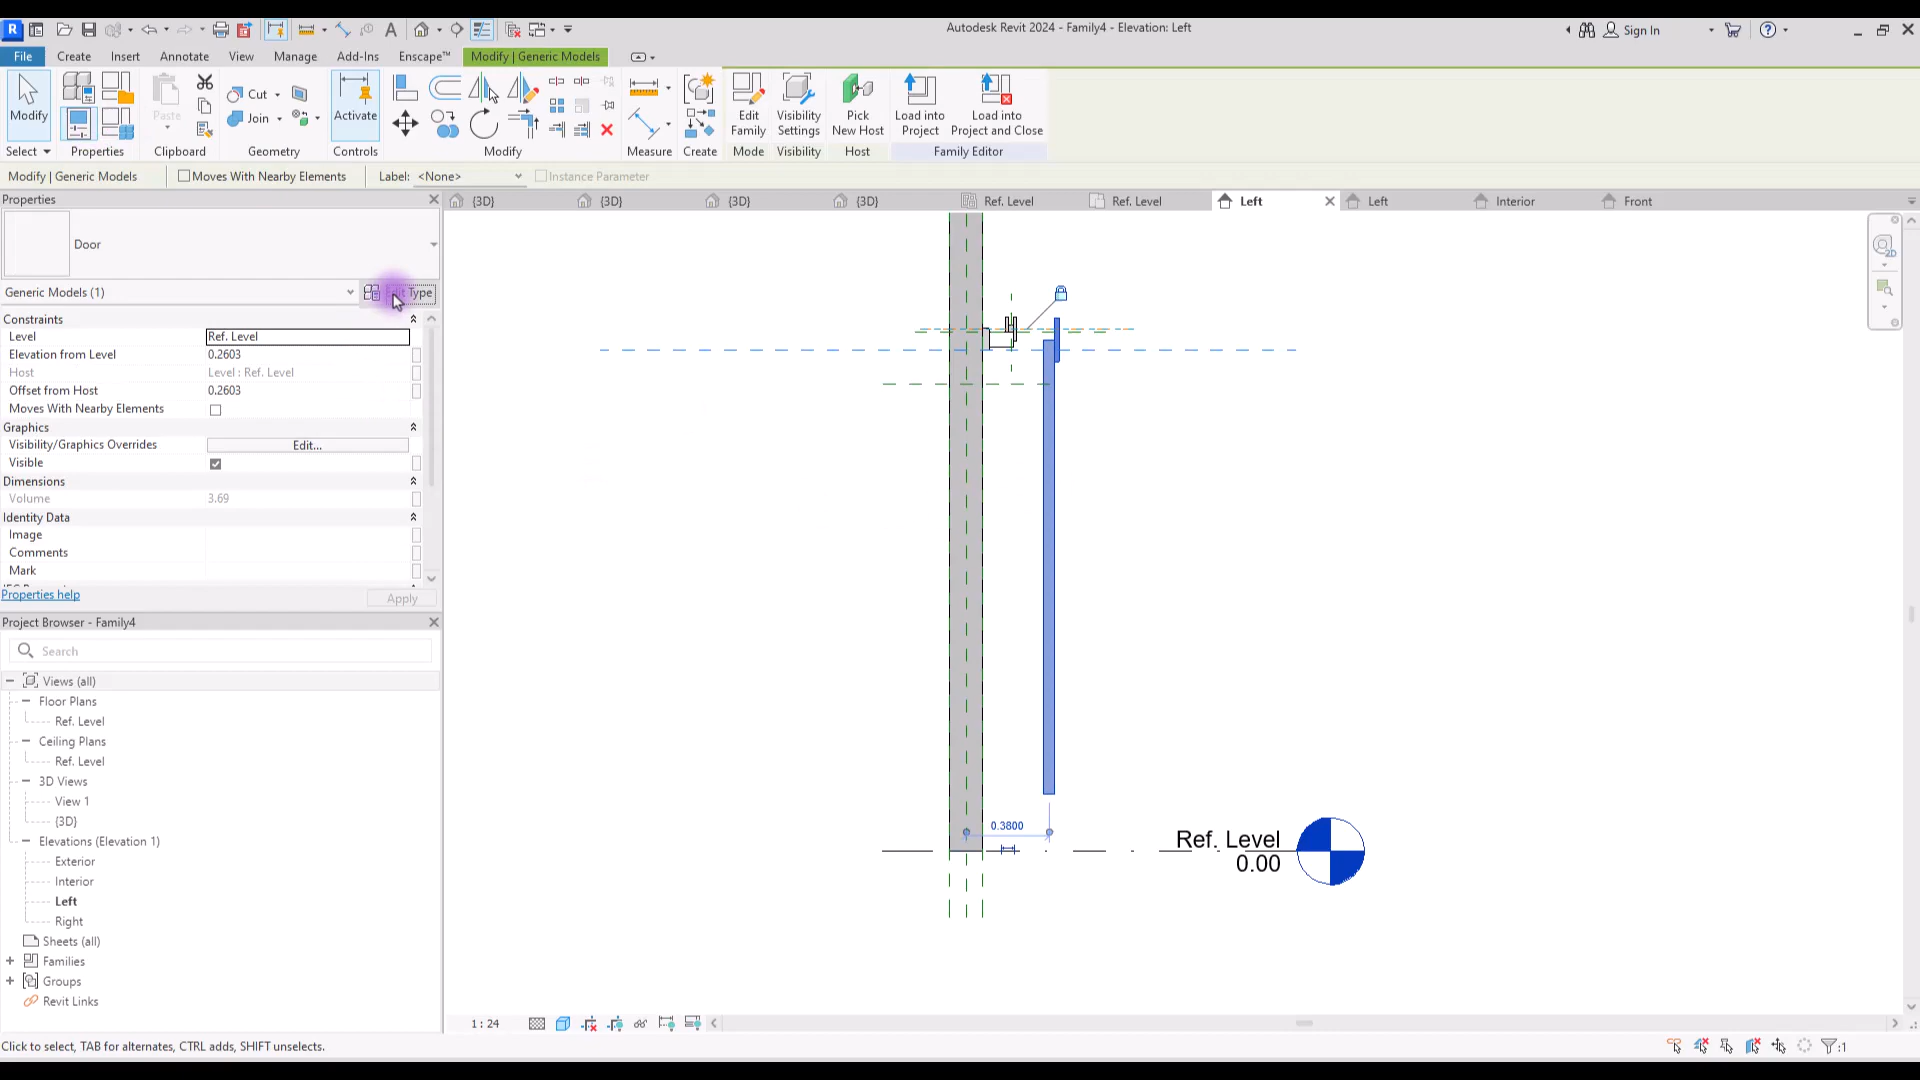 Autodesk Revit 2024 - Family4 - Elevation: Left
Sign In
File Create Insert Annotate View Manage Add-Ins Enscape™ Modify | Generic Models
Modify Paste Cut Join Activate Edit Family Visibility Settings Pick New Host Load into Project Load into Project and Close
Select Properties Clipboard Geometry Controls Modify Measure Create Mode Visibility Host Family Editor
Modify | Generic Models Moves With Nearby Elements Label: <None> Instance Parameter
Properties
{3D} {3D} {3D} {3D} Ref. Level Ref. Level Left Left Interior Front
2D
Door
Generic Models (1) Type
Constraints
Level Ref. Level
Elevation from Level 0.2603
Host Level : Ref. Level
Offset from Host 0.2603
Moves With Nearby Elements
Graphics
Visibility/Graphics Overrides Edit...
Visible
Dimensions
Volume 3.69
Identity Data
Image
Comments
Mark
Properties help Apply
Project Browser - Family4
Search
Views (all)
Floor Plans
Ref. Level
Ceiling Plans
Ref. Level
3D Views
View 1
{3D}
Elevations (Elevation 1)
Exterior
Interior
Left
Right
Sheets (all)
Families
Groups
Revit Links
0.3800
Ref. Level
0.00
1 : 24
Click to select, TAB for alternates, CTRL adds, SHIFT unselects.
:1